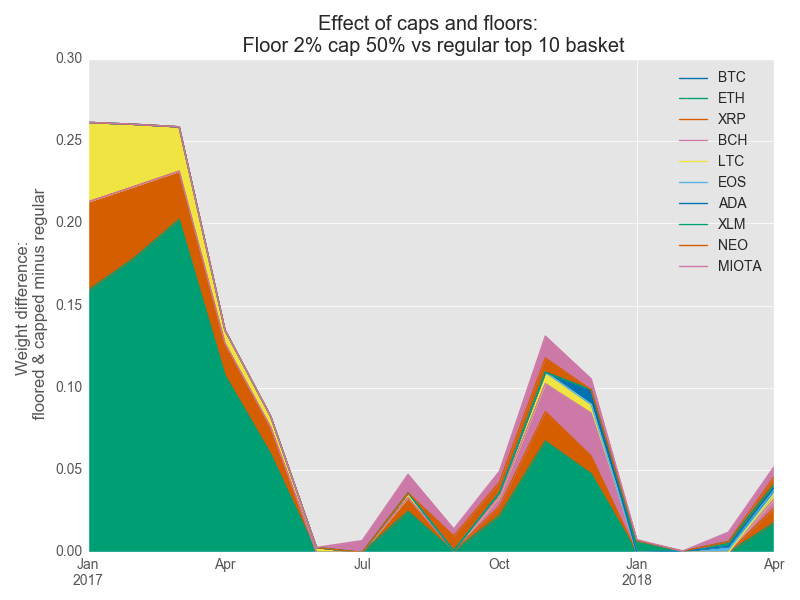 Effect of caps and floors:
Floor 2% cap 50% vs regular top 10 basket
0.30
0.25
0.20
0.15
0.10
0.05
0.00
Weight difference:
floored & capped minus regular
BTC
ETH
XRP
BCH
LTC
EOS
ADA
XLM
NEO
MIOTA
Jan
2017
Apr
Jul
Oct
Jan
2018
Apr